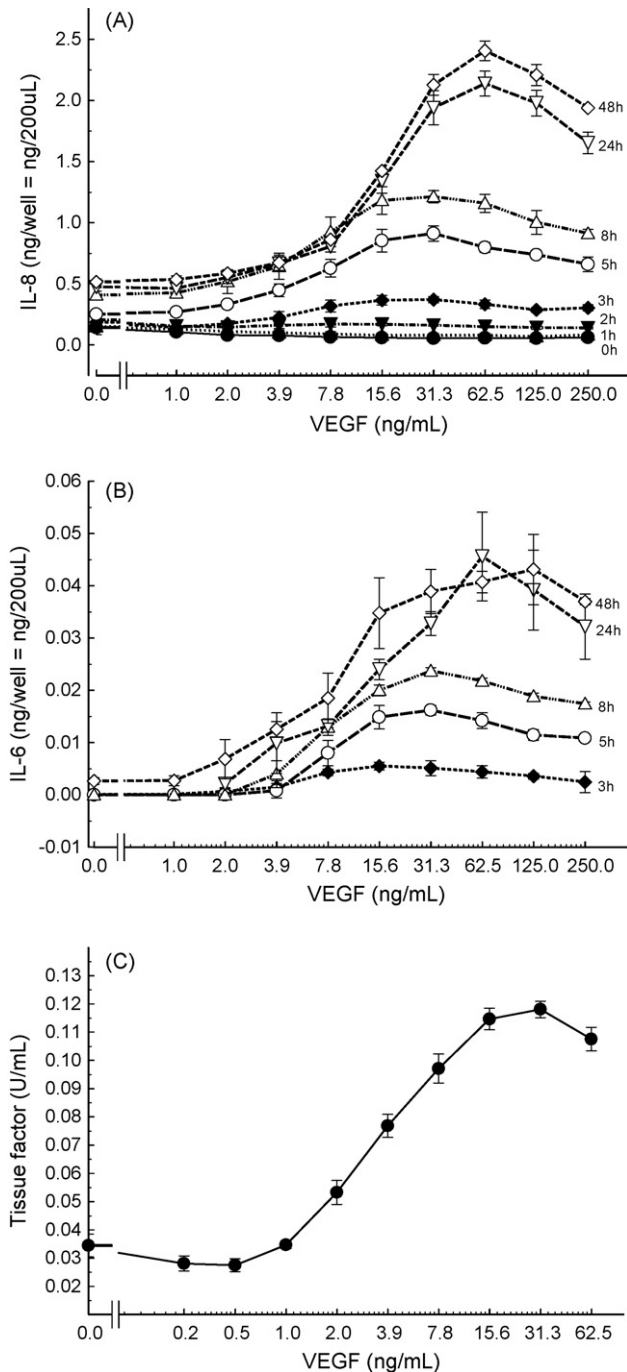 (A)
IL-8 (ng/well = ng/200uL)
2.5
2.0
1.5
1.0
0.5
0.0
48h
24h
8h
5h
3h
2h
1h
0h
0.0 1.0 2.0 3.9 7.8 15.6 31.3 62.5 125.0 250.0
VEGF (ng/mL)
(B)
IL-6 (ng/well = ng/200uL)
0.06
0.05
0.04
0.03
0.02
0.01
0.00
-0.01
48h
24h
8h
5h
3h
0.0 1.0 2.0 3.9 7.8 15.6 31.3 62.5 125.0 250.0
VEGF (ng/mL)
(C)
Tissue factor (U/mL)
0.13
0.12
0.11
0.10
0.09
0.08
0.07
0.06
0.05
0.04
0.03
0.02
0.0 0.2 0.5 1.0 2.0 3.9 7.8 15.6 31.3 62.5
VEGF (ng/mL)